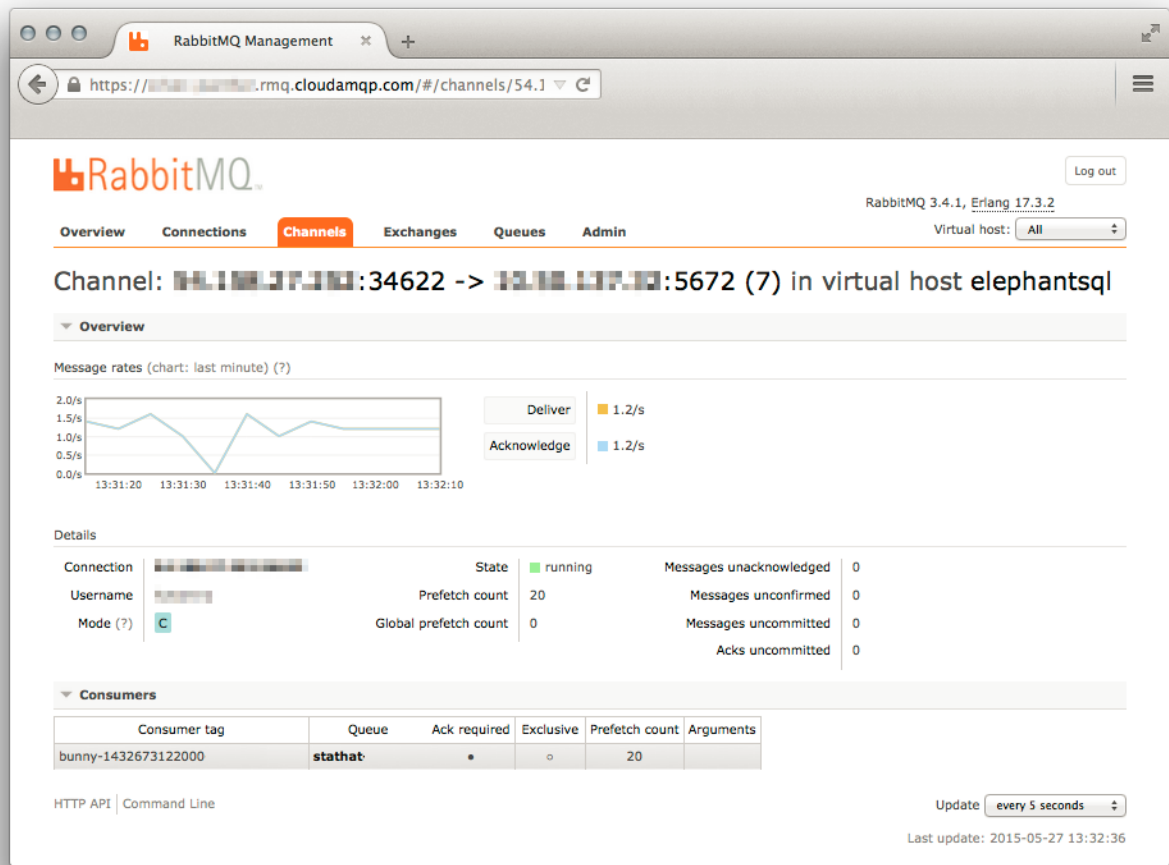 RabbitMQ Management
https:// .rmq.cloudamqp.com/#/channels/54.1
RabbitMQ™
Log out
RabbitMQ 3.4.1, Erlang 17.3.2
Overview Connections Channels Exchanges Queues Admin
Virtual host: All
Channel: :34622 -> :5672 (7) in virtual host elephantsql
Overview
Message rates (chart: last minute) (?)
2.0/s
1.5/s
1.0/s
0.5/s
0.0/s
13:31:20 13:31:30 13:31:40 13:31:50 13:32:00 13:32:10
Deliver 1.2/s
Acknowledge 1.2/s
Details
Connection State running Messages unacknowledged 0
Username Prefetch count 20 Messages unconfirmed 0
Mode (?) C Global prefetch count 0 Messages uncommitted 0
Acks uncommitted 0
Consumers
Consumer tag Queue Ack required Exclusive Prefetch count Arguments
bunny-1432673122000 stathat 20
HTTP API Command Line
Update every 5 seconds
Last update: 2015-05-27 13:32:36